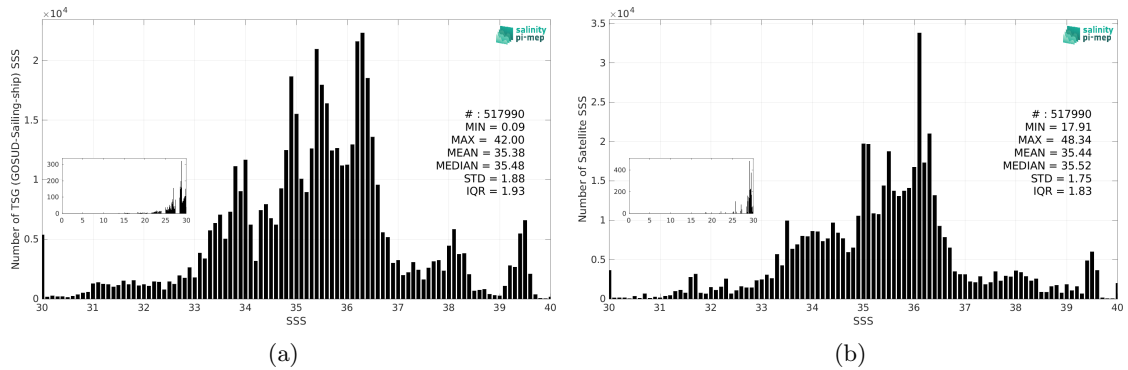 ×10⁴
2
1.5
1
0.5
0
30
31
32
33
34
35
36
37
38
39
40
SSS
Number of TSG (GOSUD-Sailing-ship) SSS
salinity
pi-mep
# : 517990
MIN = 0.09
MAX = 42.00
MEAN = 35.38
MEDIAN = 35.48
STD = 1.88
IQR = 1.93
300
200
100
0
0
5
10
15
20
25
30
(a)
×10⁴
3.5
3
2.5
2
1.5
1
0.5
0
30
31
32
33
34
35
36
37
38
39
40
SSS
Number of Satellite SSS
salinity
pi-mep
# : 517990
MIN = 17.91
MAX = 48.34
MEAN = 35.44
MEDIAN = 35.52
STD = 1.75
IQR = 1.83
400
200
0
0
5
10
15
20
25
30
(b)